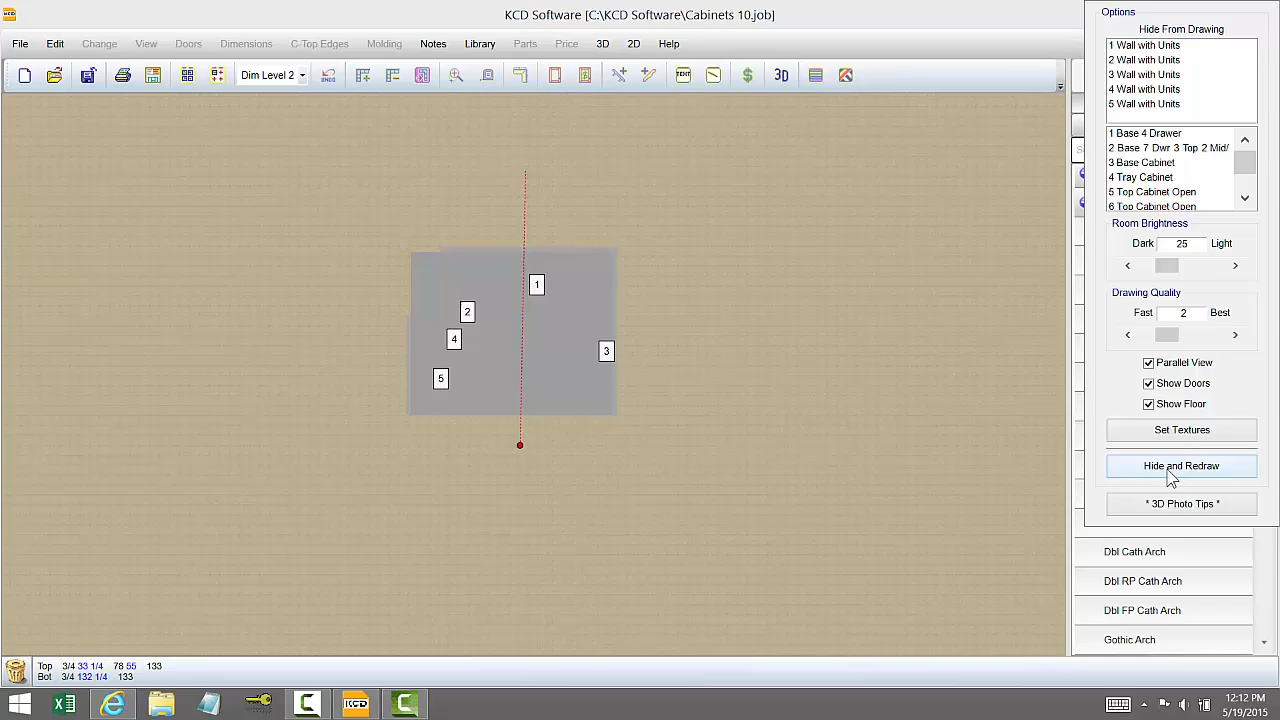 KCD Software [C:\KCD Software\Cabinets 10.job]
File Edit Change View Doors Dimensions C-Top Edges Molding Notes Library Parts Price 3D 2D Help
Dim Level 2 UNDO TEXT $ 3D
1
2
4
3
5
Options
Hide From Drawing
1 Wall with Units
2 Wall with Units
3 Wall with Units
4 Wall with Units
5 Wall with Units
1 Base 4 Drawer
2 Base 7 Dwr 3 Top 2 Mid/
3 Base Cabinet
4 Tray Cabinet
5 Top Cabinet Open
6 Top Cabinet Open
Room Brightness
Dark 25 Light
Drawing Quality
Fast 2 Best
Parallel View
Show Doors
Show Floor
Set Textures
Hide and Redraw
* 3D Photo Tips *
Dbl Cath Arch
Dbl RP Cath Arch
Dbl FP Cath Arch
Gothic Arch
Top 3/4 33 1/4 78 55 133
Bot 3/4 132 1/4 133
KCD
12:12 PM
5/19/2015